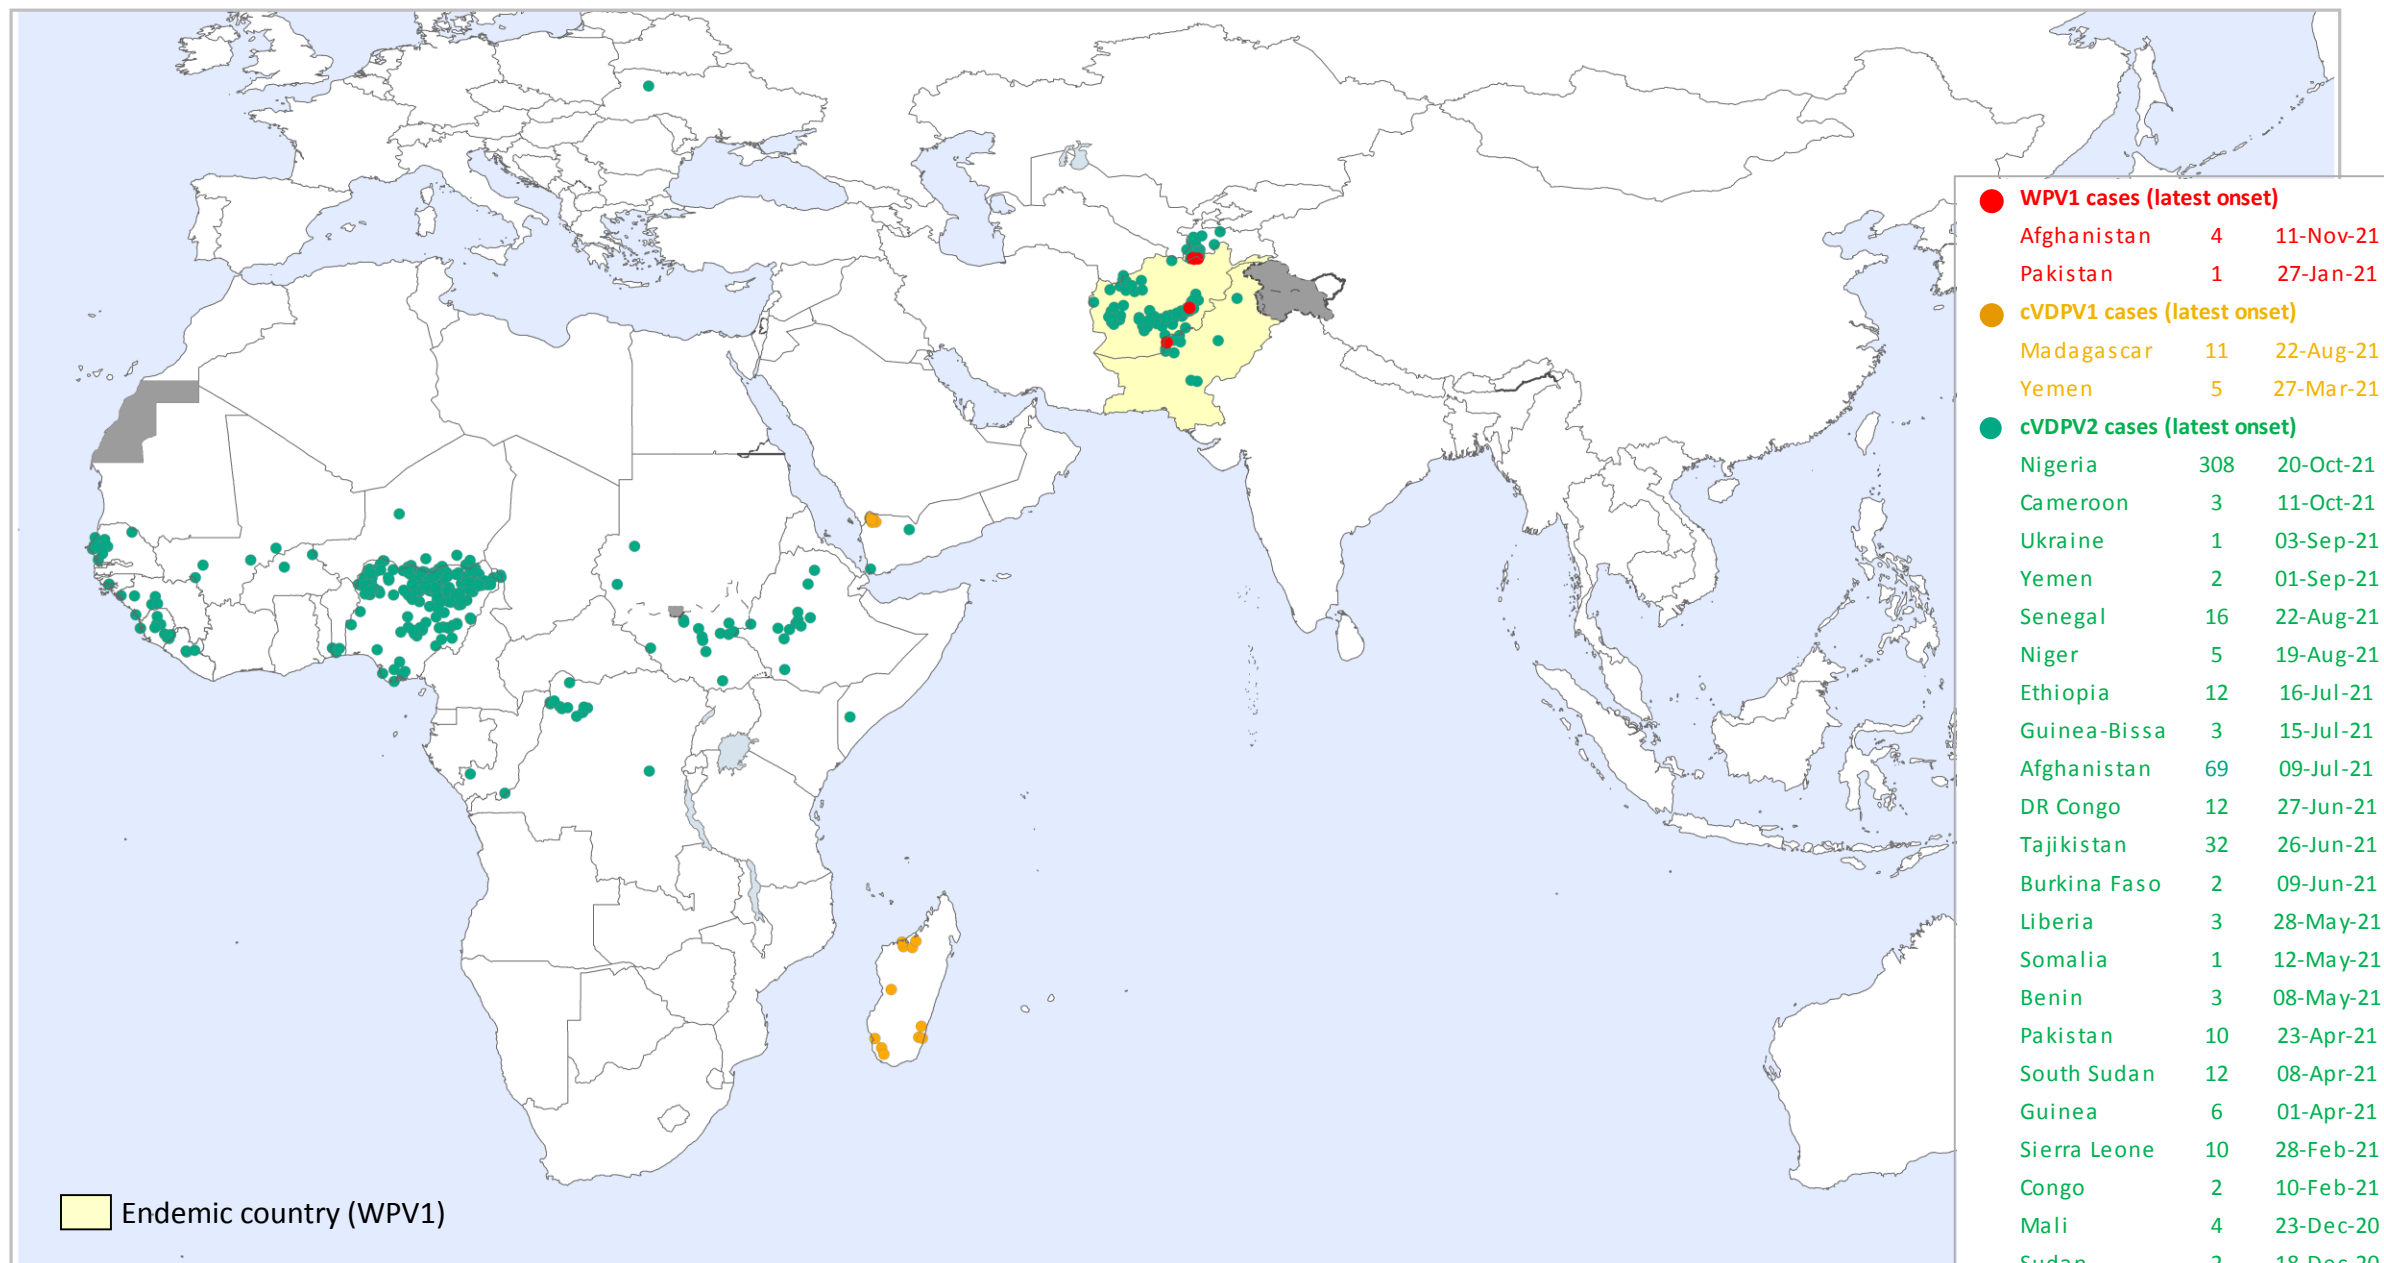 WPV1 cases (latest onset)
Afghanistan 4 11-Nov-21
Pakistan 1 27-Jan-21
cVDPV1 cases (latest onset)
Madagascar 11 22-Aug-21
Yemen 5 27-Mar-21
cVDPV2 cases (latest onset)
Nigeria 308 20-Oct-21
Cameroon 3 11-Oct-21
Ukraine 1 03-Sep-21
Yemen 2 01-Sep-21
Senegal 16 22-Aug-21
Niger 5 19-Aug-21
Ethiopia 12 16-Jul-21
Guinea-Bissa 3 15-Jul-21
Afghanistan 69 09-Jul-21
DR Congo 12 27-Jun-21
Tajikistan 32 26-Jun-21
Burkina Faso 2 09-Jun-21
Liberia 3 28-May-21
Somalia 1 12-May-21
Benin 3 08-May-21
Pakistan 10 23-Apr-21
South Sudan 12 08-Apr-21
Guinea 6 01-Apr-21
Sierra Leone 10 28-Feb-21
Congo 2 10-Feb-21
Mali 4 23-Dec-20
Sudan 2 18-Dec-20
Endemic country (WPV1)